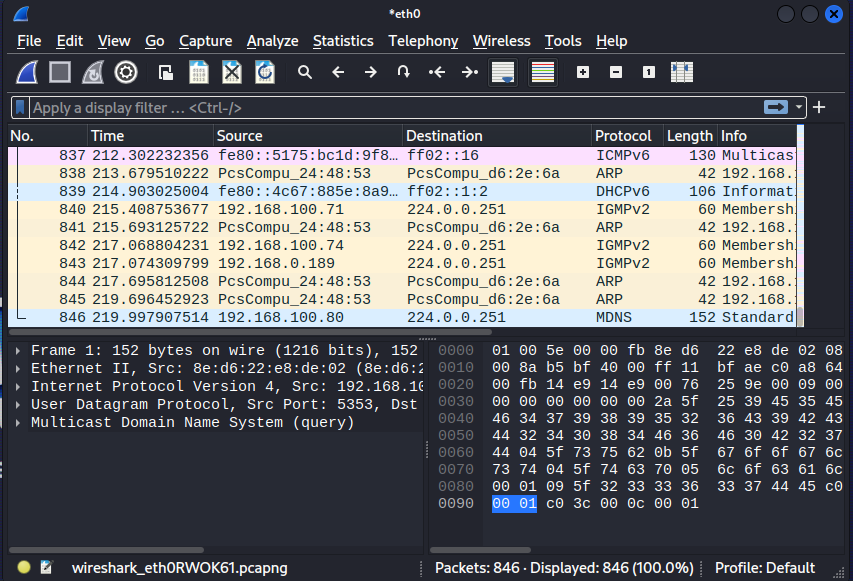 *eth0
File Edit View Go Capture Analyze Statistics Telephony Wireless Tools Help
Apply a display filter … <Ctrl-/>
No. Time Source Destination Protocol Length Info
837 212.302232356 fe80::5175:bc1d:9f8… ff02::16 ICMPv6 130 Multicas
838 213.679510222 PcsCompu_24:48:53 PcsCompu_d6:2e:6a ARP 42 192.168.
839 214.903025004 fe80::4c67:885e:8a9… ff02::1:2 DHCPv6 106 Informat
840 215.408753677 192.168.100.71 224.0.0.251 IGMPv2 60 Membersh
841 215.693125722 PcsCompu_24:48:53 PcsCompu_d6:2e:6a ARP 42 192.168.
842 217.068804231 192.168.100.74 224.0.0.251 IGMPv2 60 Membersh
843 217.074309799 192.168.0.189 224.0.0.251 IGMPv2 60 Membersh
844 217.695812508 PcsCompu_24:48:53 PcsCompu_d6:2e:6a ARP 42 192.168.
845 219.696452923 PcsCompu_24:48:53 PcsCompu_d6:2e:6a ARP 42 192.168.
846 219.997907514 192.168.100.80 224.0.0.251 MDNS 152 Standard
Frame 1: 152 bytes on wire (1216 bits), 152
Ethernet II, Src: 8e:d6:22:e8:de:02 (8e:d6:2
Internet Protocol Version 4, Src: 192.168.10
User Datagram Protocol, Src Port: 5353, Dst
Multicast Domain Name System (query)
0000 01 00 5e 00 00 fb 8e d6 22 e8 de 02 08
0010 00 8a b5 bf 40 00 ff 11 bf ae c0 a8 64
0020 00 fb 14 e9 14 e9 00 76 25 9e 00 09 00
0030 00 00 00 00 00 00 2a 5f 25 39 45 35 45
0040 46 34 37 39 38 39 35 32 36 43 39 42 43
0050 44 32 34 30 38 34 46 36 46 30 42 32 37
0060 44 04 5f 73 75 62 0b 5f 67 6f 6f 67 6c
0070 73 74 04 5f 74 63 70 05 6c 6f 63 61 6c
0080 00 01 09 5f 32 33 33 36 33 37 44 45 c0
0090 00 01 c0 3c 00 0c 00 01
wireshark_eth0RWOK61.pcapng
Packets: 846 · Displayed: 846 (100.0%)
Profile: Default